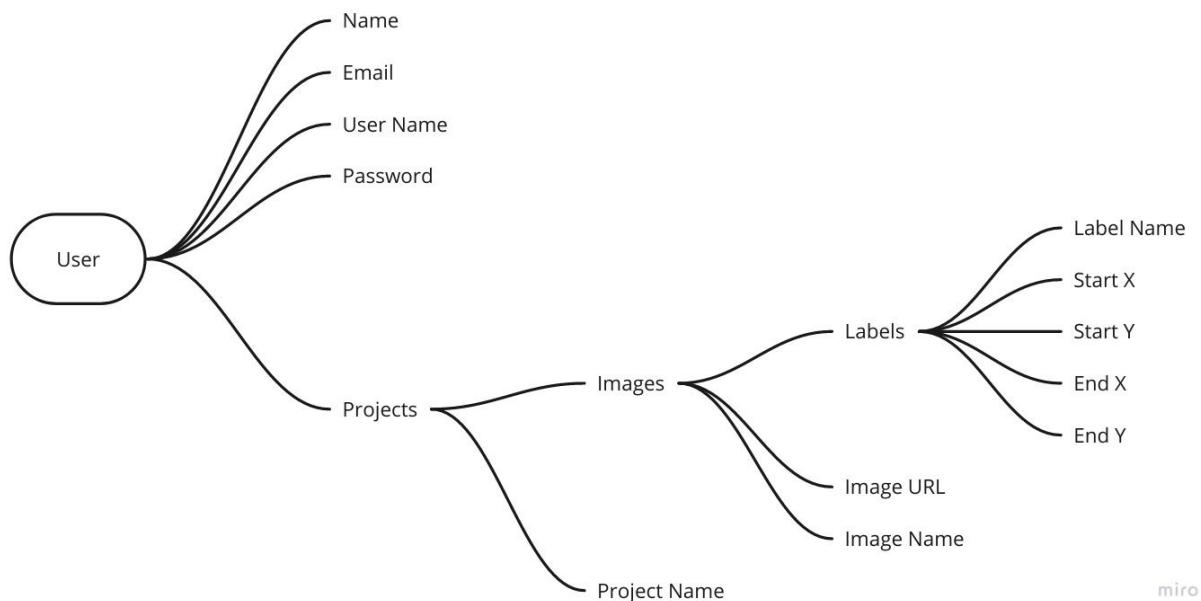 Name
Email
User Name
Password
User
Projects
Images
Project Name
Labels
Image URL
Image Name
Label Name
Start X
Start Y
End X
End Y
miro